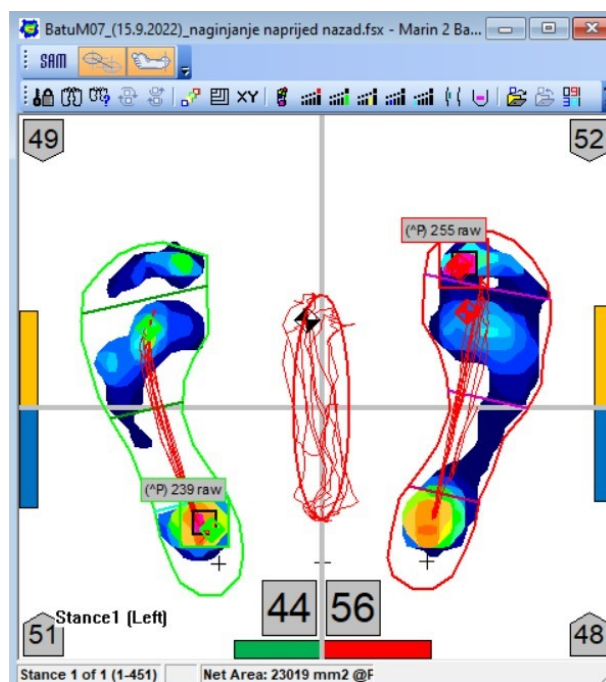 BatuM07_(15.9.2022)_naginjanje naprijed nazad.fsx - Marin 2 Ba...
SAM
XY
49
52
(^P) 255 raw
(^P) 239 raw
44 56
Stance1 (Left)
51
48
Stance 1 of 1 (1-451)
Net Area: 23019 mm2 @F